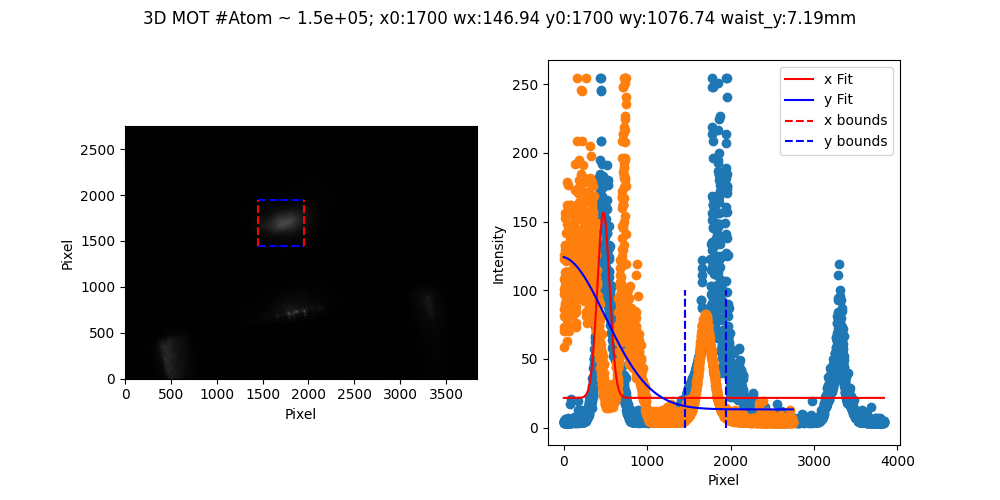 3D MOT #Atom ~ 1.5e+05; x0:1700 wx:146.94 y0:1700 wy:1076.74 waist_y:7.19mm
2500
2000
1500
1000
500
0
Pixel
0 500 1000 1500 2000 2500 3000 3500
Pixel
250
200
150
100
50
0
Intensity
0 1000 2000 3000 4000
Pixel
x Fit
y Fit
x bounds
y bounds